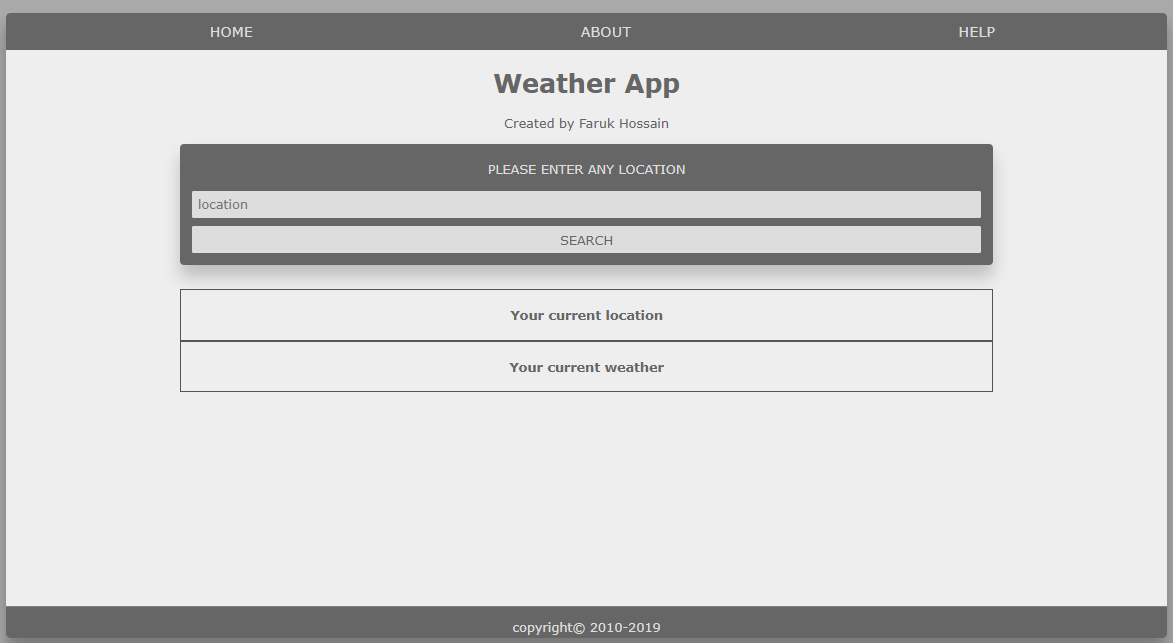 HOME ABOUT HELP
Weather App
Created by Faruk Hossain
PLEASE ENTER ANY LOCATION
location
SEARCH
Your current location
Your current weather
copyright© 2010-2019